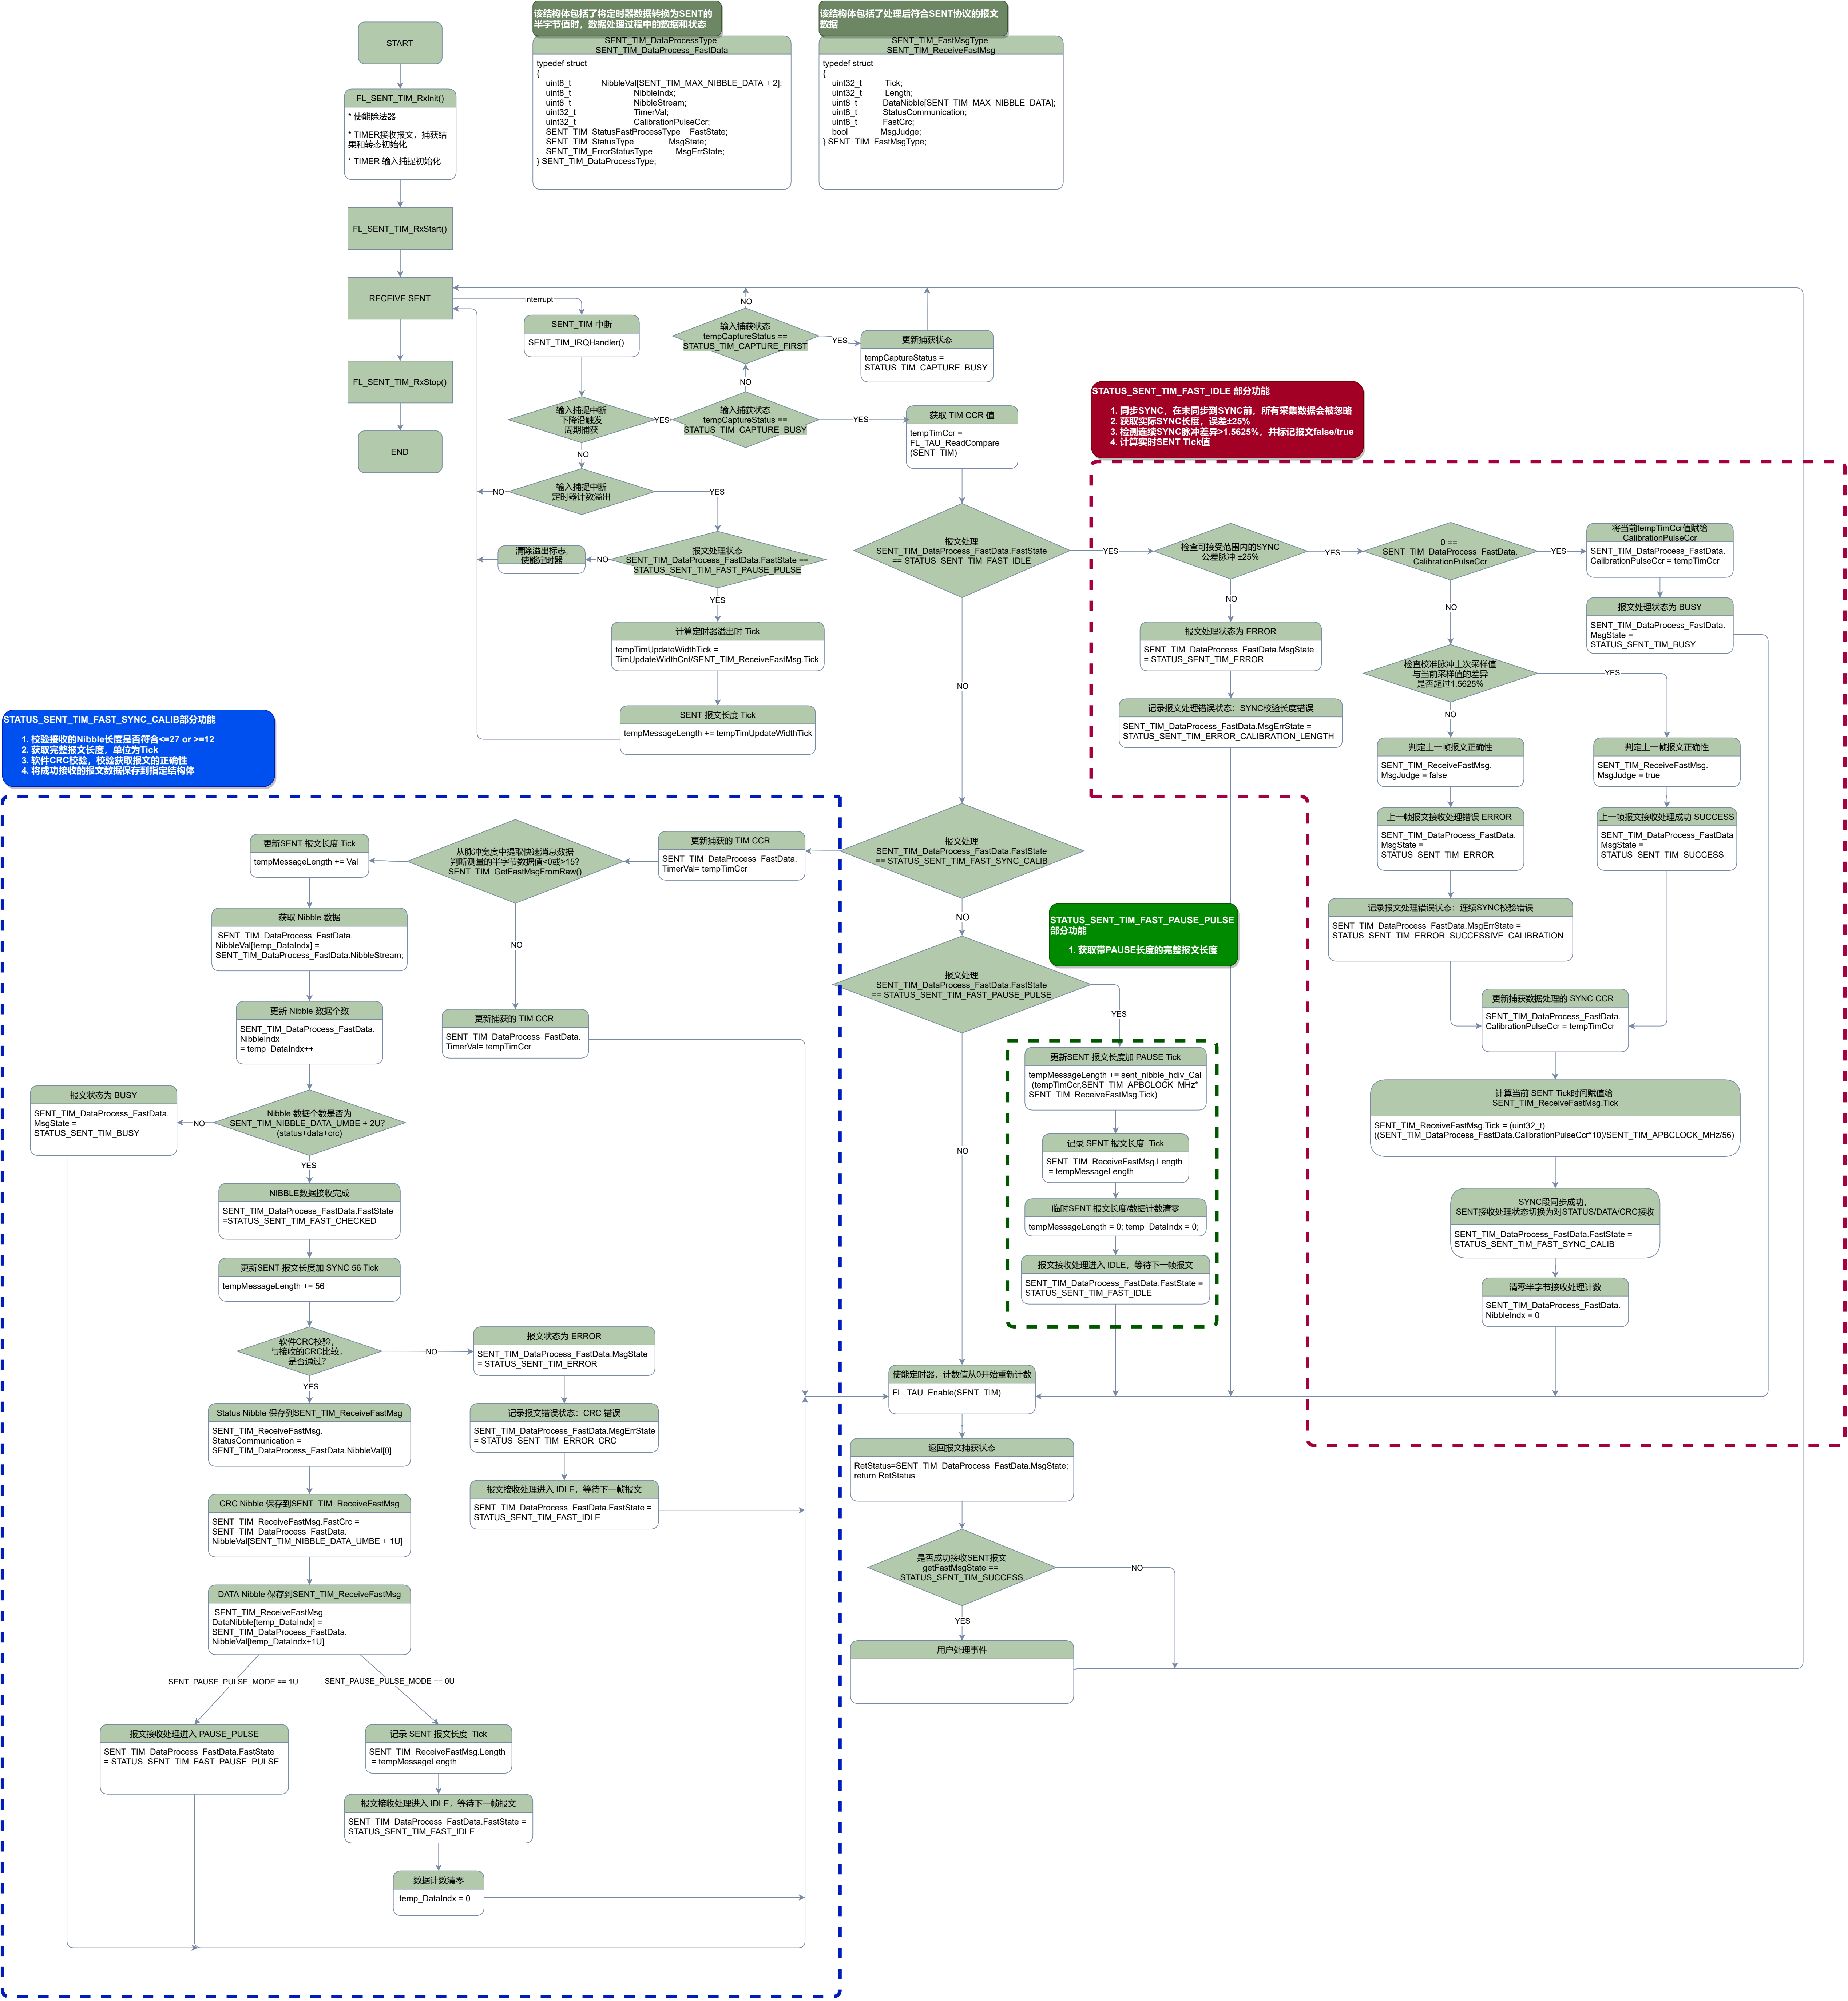 该结构体包括了将定时器数据转换为SENT的
半字节值时，数据处理过程中的数据和状态
SENT_TIM_DataProcessType
SENT_TIM_DataProcess_FastData
typedef struct
{
uint8_t NibbleVal[SENT_TIM_MAX_NIBBLE_DATA + 2];
uint8_t NibbleIndx;
uint8_t NibbleStream;
uint32_t TimerVal;
uint32_t CalibrationPulseCcr;
SENT_TIM_StatusFastProcessType FastState;
SENT_TIM_StatusType MsgState;
SENT_TIM_ErrorStatusType MsgErrState;
} SENT_TIM_DataProcessType;
该结构体包括了处理后符合SENT协议的报文
数据
SENT_TIM_FastMsgType
SENT_TIM_ReceiveFastMsg
typedef struct
{
uint32_t Tick;
uint32_t Length;
uint8_t DataNibble[SENT_TIM_MAX_NIBBLE_DATA];
uint8_t StatusCommunication;
uint8_t FastCrc;
bool MsgJudge;
} SENT_TIM_FastMsgType;
START
FL_SENT_TIM_RxInit()
* 使能除法器
* TIMER接收报文，捕获结
果和转态初始化
* TIMER 输入捕捉初始化
FL_SENT_TIM_RxStart()
RECEIVE SENT
FL_SENT_TIM_RxStop()
END
interrupt
SENT_TIM 中断
SENT_TIM_IRQHandler()
输入捕捉中断
下降沿触发
周期捕获
YES
NO
输入捕捉中断
定时器计数溢出
NO
YES
报文处理状态
SENT_TIM_DataProcess_FastData.FastState ==
STATUS_SENT_TIM_FAST_PAUSE_PULSE
NO
清除溢出标志、
使能定时器
YES
计算定时器溢出时 Tick
tempTimUpdateWidthTick =
TimUpdateWidthCnt/SENT_TIM_ReceiveFastMsg.Tick
SENT 报文长度 Tick
tempMessageLength += tempTimUpdateWidthTick
NO
输入捕获状态
tempCaptureStatus ==
STATUS_TIM_CAPTURE_FIRST
YES
更新捕获状态
tempCaptureStatus =
STATUS_TIM_CAPTURE_BUSY
NO
输入捕获状态
tempCaptureStatus ==
STATUS_TIM_CAPTURE_BUSY
YES
获取 TIM CCR 值
tempTimCcr =
FL_TAU_ReadCompare
(SENT_TIM)
报文处理
SENT_TIM_DataProcess_FastData.FastState
== STATUS_SENT_TIM_FAST_IDLE
YES
NO
STATUS_SENT_TIM_FAST_IDLE 部分功能
1. 同步SYNC，在未同步到SYNC前，所有采集数据会被忽略
2. 获取实际SYNC长度，误差±25%
3. 检测连续SYNC脉冲差异>1.5625%，并标记报文false/true
4. 计算实时SENT Tick值
检查可接受范围内的SYNC
公差脉冲 ±25%
YES
NO
报文处理状态为 ERROR
SENT_TIM_DataProcess_FastData.MsgState
= STATUS_SENT_TIM_ERROR
记录报文处理错误状态：SYNC校验长度错误
SENT_TIM_DataProcess_FastData.MsgErrState =
STATUS_SENT_TIM_ERROR_CALIBRATION_LENGTH
0 ==
SENT_TIM_DataProcess_FastData.
CalibrationPulseCcr
YES
NO
将当前tempTimCcr值赋给
CalibrationPulseCcr
SENT_TIM_DataProcess_FastData.
CalibrationPulseCcr = tempTimCcr
报文处理状态为 BUSY
SENT_TIM_DataProcess_FastData.
MsgState =
STATUS_SENT_TIM_BUSY
检查校准脉冲上次采样值
与当前采样值的差异
是否超过1.5625%
YES
NO
判定上一帧报文正确性
SENT_TIM_ReceiveFastMsg.
MsgJudge = false
上一帧报文接收处理错误 ERROR
SENT_TIM_DataProcess_FastData.
MsgState =
STATUS_SENT_TIM_ERROR
记录报文处理错误状态：连续SYNC校验错误
SENT_TIM_DataProcess_FastData.MsgErrState =
STATUS_SENT_TIM_ERROR_SUCCESSIVE_CALIBRATION
判定上一帧报文正确性
SENT_TIM_ReceiveFastMsg.
MsgJudge = true
上一帧报文接收处理成功 SUCCESS
SENT_TIM_DataProcess_FastData
MsgState =
STATUS_SENT_TIM_SUCCESS
更新捕获数据处理的 SYNC CCR
SENT_TIM_DataProcess_FastData.
CalibrationPulseCcr = tempTimCcr
计算当前 SENT Tick时间赋值给
SENT_TIM_ReceiveFastMsg.Tick
SENT_TIM_ReceiveFastMsg.Tick = (uint32_t)
((SENT_TIM_DataProcess_FastData.CalibrationPulseCcr*10)/SENT_TIM_APBCLOCK_MHz/56)
SYNC段同步成功，
SENT接收处理状态切换为对STATUS/DATA/CRC接收
SENT_TIM_DataProcess_FastData.FastState =
STATUS_SENT_TIM_FAST_SYNC_CALIB
清零半字节接收处理计数
SENT_TIM_DataProcess_FastData.
NibbleIndx = 0
STATUS_SENT_TIM_FAST_SYNC_CALIB部分功能
1. 校验接收的Nibble长度是否符合<=27 or >=12
2. 获取完整报文长度，单位为Tick
3. 软件CRC校验，校验获取报文的正确性
4. 将成功接收的报文数据保存到指定结构体
报文处理
SENT_TIM_DataProcess_FastData.FastState
== STATUS_SENT_TIM_FAST_SYNC_CALIB
NO
更新捕获的 TIM CCR
SENT_TIM_DataProcess_FastData.
TimerVal= tempTimCcr
从脉冲宽度中提取快速消息数据
判断测量的半字节数据值<0或>15?
SENT_TIM_GetFastMsgFromRaw()
NO
更新捕获的 TIM CCR
SENT_TIM_DataProcess_FastData.
TimerVal= tempTimCcr
更新SENT 报文长度 Tick
tempMessageLength += Val
获取 Nibble 数据
SENT_TIM_DataProcess_FastData.
NibbleVal[temp_DataIndx] =
SENT_TIM_DataProcess_FastData.NibbleStream;
更新 Nibble 数据个数
SENT_TIM_DataProcess_FastData.
NibbleIndx
= temp_DataIndx++
Nibble 数据个数是否为
SENT_TIM_NIBBLE_DATA_UMBE + 2U?
(status+data+crc)
NO
报文状态为 BUSY
SENT_TIM_DataProcess_FastData.
MsgState =
STATUS_SENT_TIM_BUSY
YES
NIBBLE数据接收完成
SENT_TIM_DataProcess_FastData.FastState
=STATUS_SENT_TIM_FAST_CHECKED
更新SENT 报文长度加 SYNC 56 Tick
tempMessageLength += 56
软件CRC校验，
与接收的CRC比较，
是否通过?
NO
YES
报文状态为 ERROR
SENT_TIM_DataProcess_FastData.MsgState
= STATUS_SENT_TIM_ERROR
记录报文错误状态：CRC 错误
SENT_TIM_DataProcess_FastData.MsgErrState
= STATUS_SENT_TIM_ERROR_CRC
报文接收处理进入 IDLE，等待下一帧报文
SENT_TIM_DataProcess_FastData.FastState =
STATUS_SENT_TIM_FAST_IDLE
Status Nibble 保存到SENT_TIM_ReceiveFastMsg
SENT_TIM_ReceiveFastMsg.
StatusCommunication =
SENT_TIM_DataProcess_FastData.NibbleVal[0]
CRC Nibble 保存到SENT_TIM_ReceiveFastMsg
SENT_TIM_ReceiveFastMsg.FastCrc =
SENT_TIM_DataProcess_FastData.
NibbleVal[SENT_TIM_NIBBLE_DATA_UMBE + 1U]
DATA Nibble 保存到SENT_TIM_ReceiveFastMsg
SENT_TIM_ReceiveFastMsg.
DataNibble[temp_DataIndx] =
SENT_TIM_DataProcess_FastData.
NibbleVal[temp_DataIndx+1U]
SENT_PAUSE_PULSE_MODE == 1U
SENT_PAUSE_PULSE_MODE == 0U
报文接收处理进入 PAUSE_PULSE
SENT_TIM_DataProcess_FastData.FastState
= STATUS_SENT_TIM_FAST_PAUSE_PULSE
记录 SENT 报文长度 Tick
SENT_TIM_ReceiveFastMsg.Length
= tempMessageLength
报文接收处理进入 IDLE，等待下一帧报文
SENT_TIM_DataProcess_FastData.FastState =
STATUS_SENT_TIM_FAST_IDLE
数据计数清零
temp_DataIndx = 0
STATUS_SENT_TIM_FAST_PAUSE_PULSE
部分功能
1. 获取带PAUSE长度的完整报文长度
报文处理
SENT_TIM_DataProcess_FastData.FastState
== STATUS_SENT_TIM_FAST_PAUSE_PULSE
YES
NO
更新SENT 报文长度加 PAUSE Tick
tempMessageLength += sent_nibble_hdiv_Cal
(tempTimCcr,SENT_TIM_APBCLOCK_MHz*
SENT_TIM_ReceiveFastMsg.Tick)
记录 SENT 报文长度 Tick
SENT_TIM_ReceiveFastMsg.Length
= tempMessageLength
临时SENT 报文长度/数据计数清零
tempMessageLength = 0; temp_DataIndx = 0;
报文接收处理进入 IDLE，等待下一帧报文
SENT_TIM_DataProcess_FastData.FastState =
STATUS_SENT_TIM_FAST_IDLE
使能定时器，计数值从0开始重新计数
FL_TAU_Enable(SENT_TIM)
返回报文捕获状态
RetStatus=SENT_TIM_DataProcess_FastData.MsgState;
return RetStatus
是否成功接收SENT报文
getFastMsgState ==
STATUS_SENT_TIM_SUCCESS
NO
YES
用户处理事件